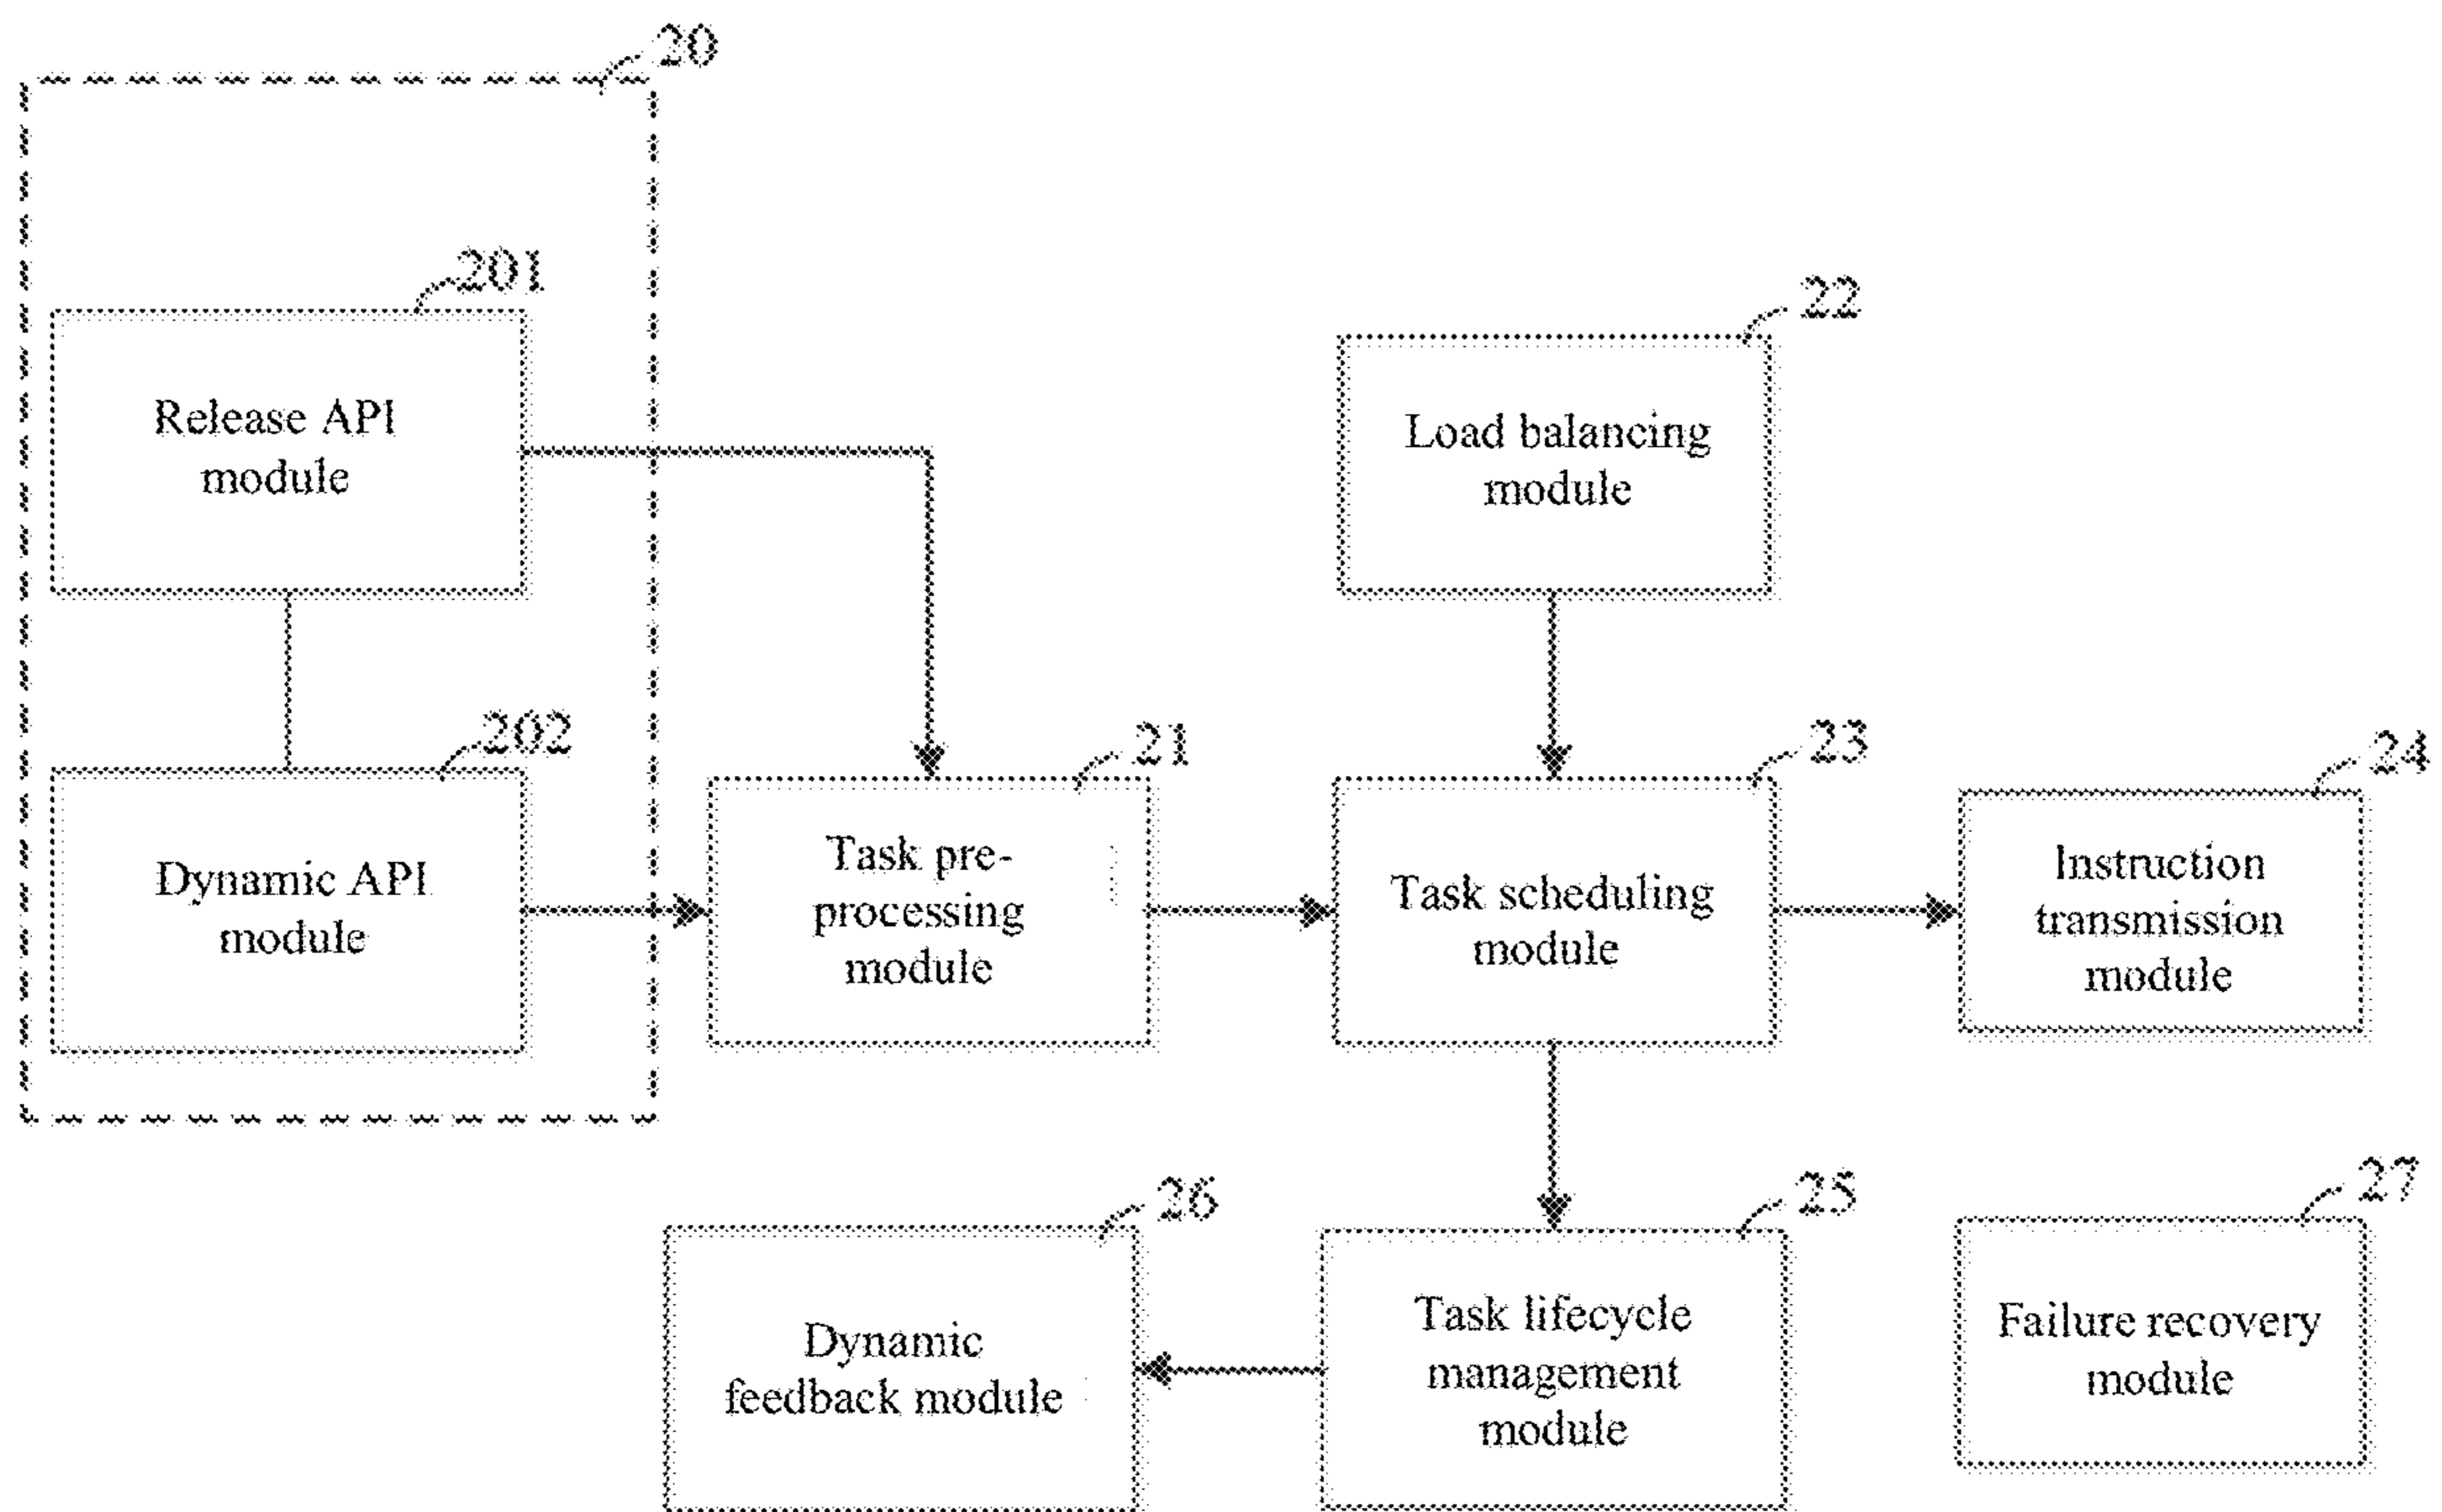 20
201
Release API
module
22
Load balancing
module
202
Dynamic API
module
21
Task pre-
processing
module
23
Task scheduling
module
24
Instruction
transmission
module
26
Dynamic
feedback module
25
Task lifecycle
management
module
27
Failure recovery
module